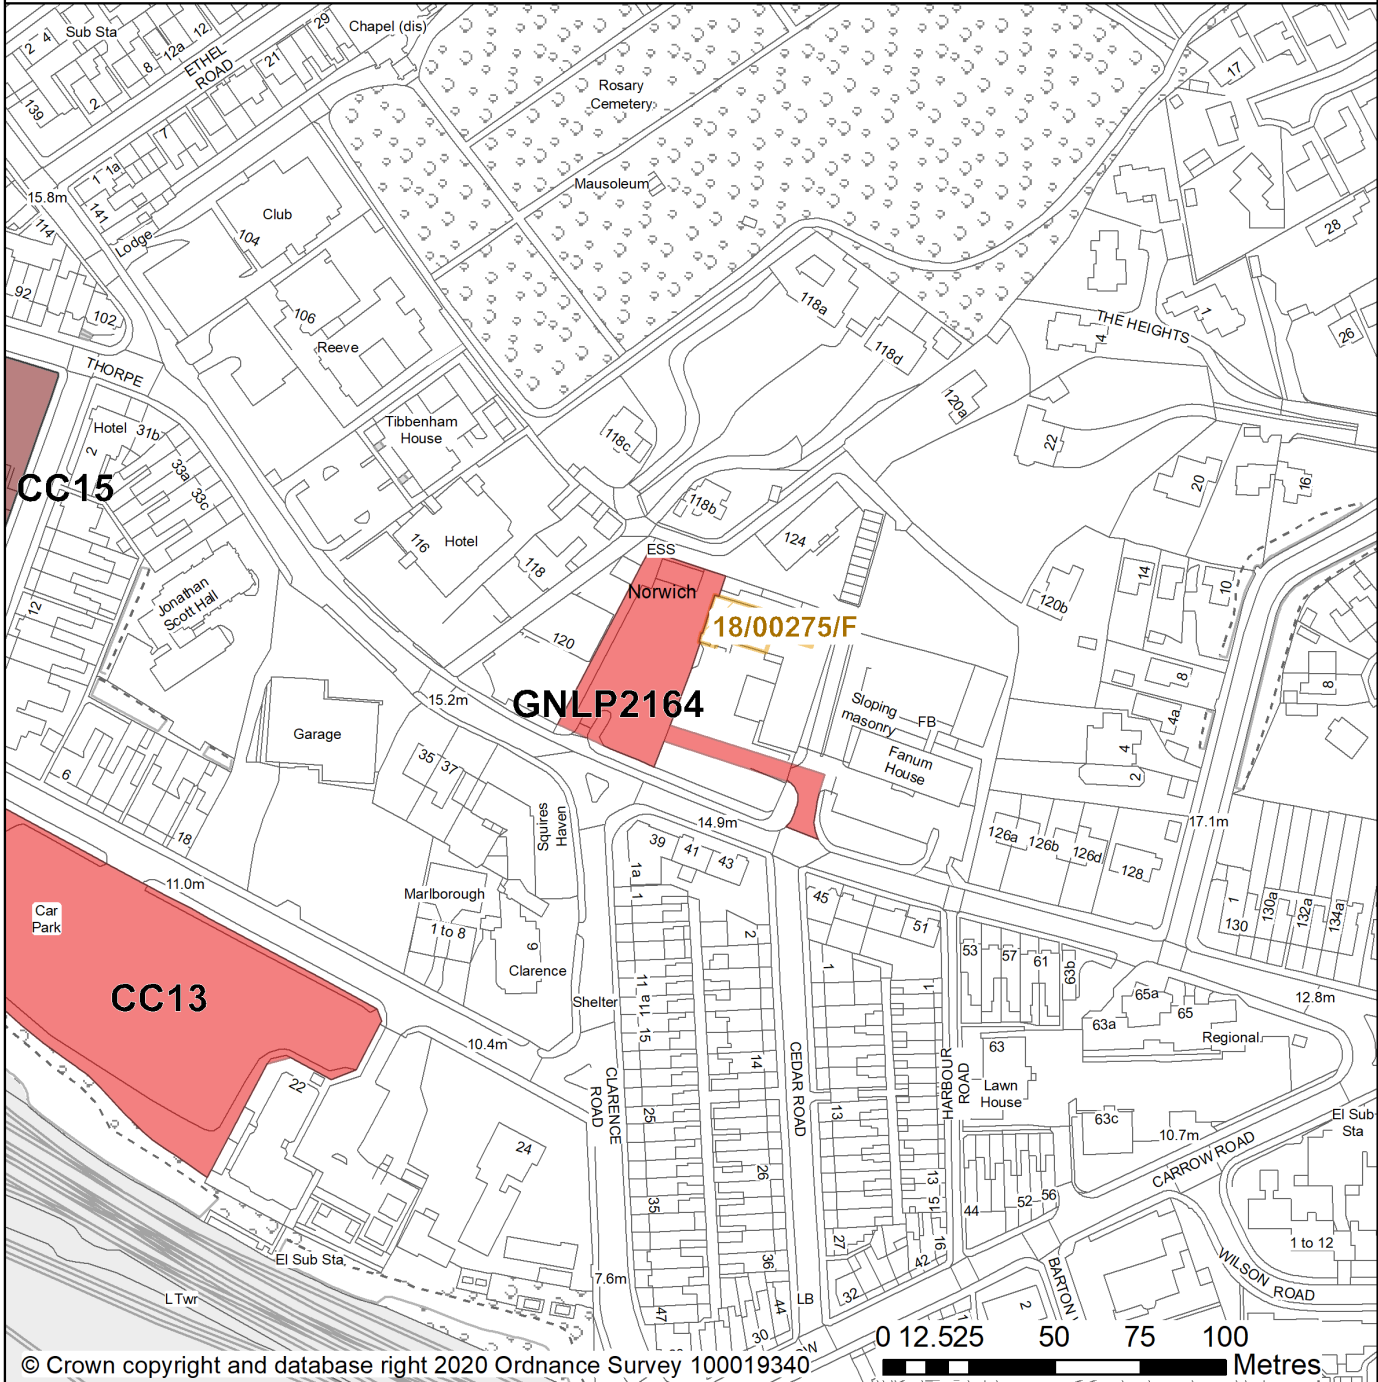 Sub Sta
Chapel (dis)
29
2 4
12
12a
8
ETHEL
ROAD
21
2
139
7
1 1a
141
Lodge
15.8m
114
92
102
Club
104
106
Reeve
Rosary
Cemetery
Mausoleum
17
28
26
1
THE HEIGHTS
4
118a
118d
120a
22
20
16
THORPE
Hotel
2
31b
33a
33c
CC15
Tibbenham
House
118c
118b
116
Hotel
118
ESS
124
Norwich
18/00275/F
120
GNLP2164
14
10
120b
8
4a
4
2
8
12
Jonathan
Scott Hall
15.2m
Garage
Sloping
masonry
FB
Fanum
House
35
37
6
18
Squires
Haven
14.9m
17.1m
39
41
43
126a
126b
126d
128
11.0m
Car
Park
Marlborough
1 to 8
9
Clarence
1a
1
45
51
53
57
61
63b
1
130
130a
132a
134a
2
1
1
65a
65
63a
12.8m
Regional
CC13
Shelter
11
11a
15
10.4m
14
63
Lawn
House
63c
10.7m
El Sub
Sta
22
24
CLARENCE
ROAD
CEDAR ROAD
HARBOUR
ROAD
CARROW ROAD
25
13
26
35
13
15
44
52
56
27
16
42
32
36
44
30
47
LB
7.6m
El Sub Sta
L Twr
1 to 12
WILSON ROAD
BARTON
2
0 12.525 50 75 100
Metres
© Crown copyright and database right 2020 Ordnance Survey 100019340